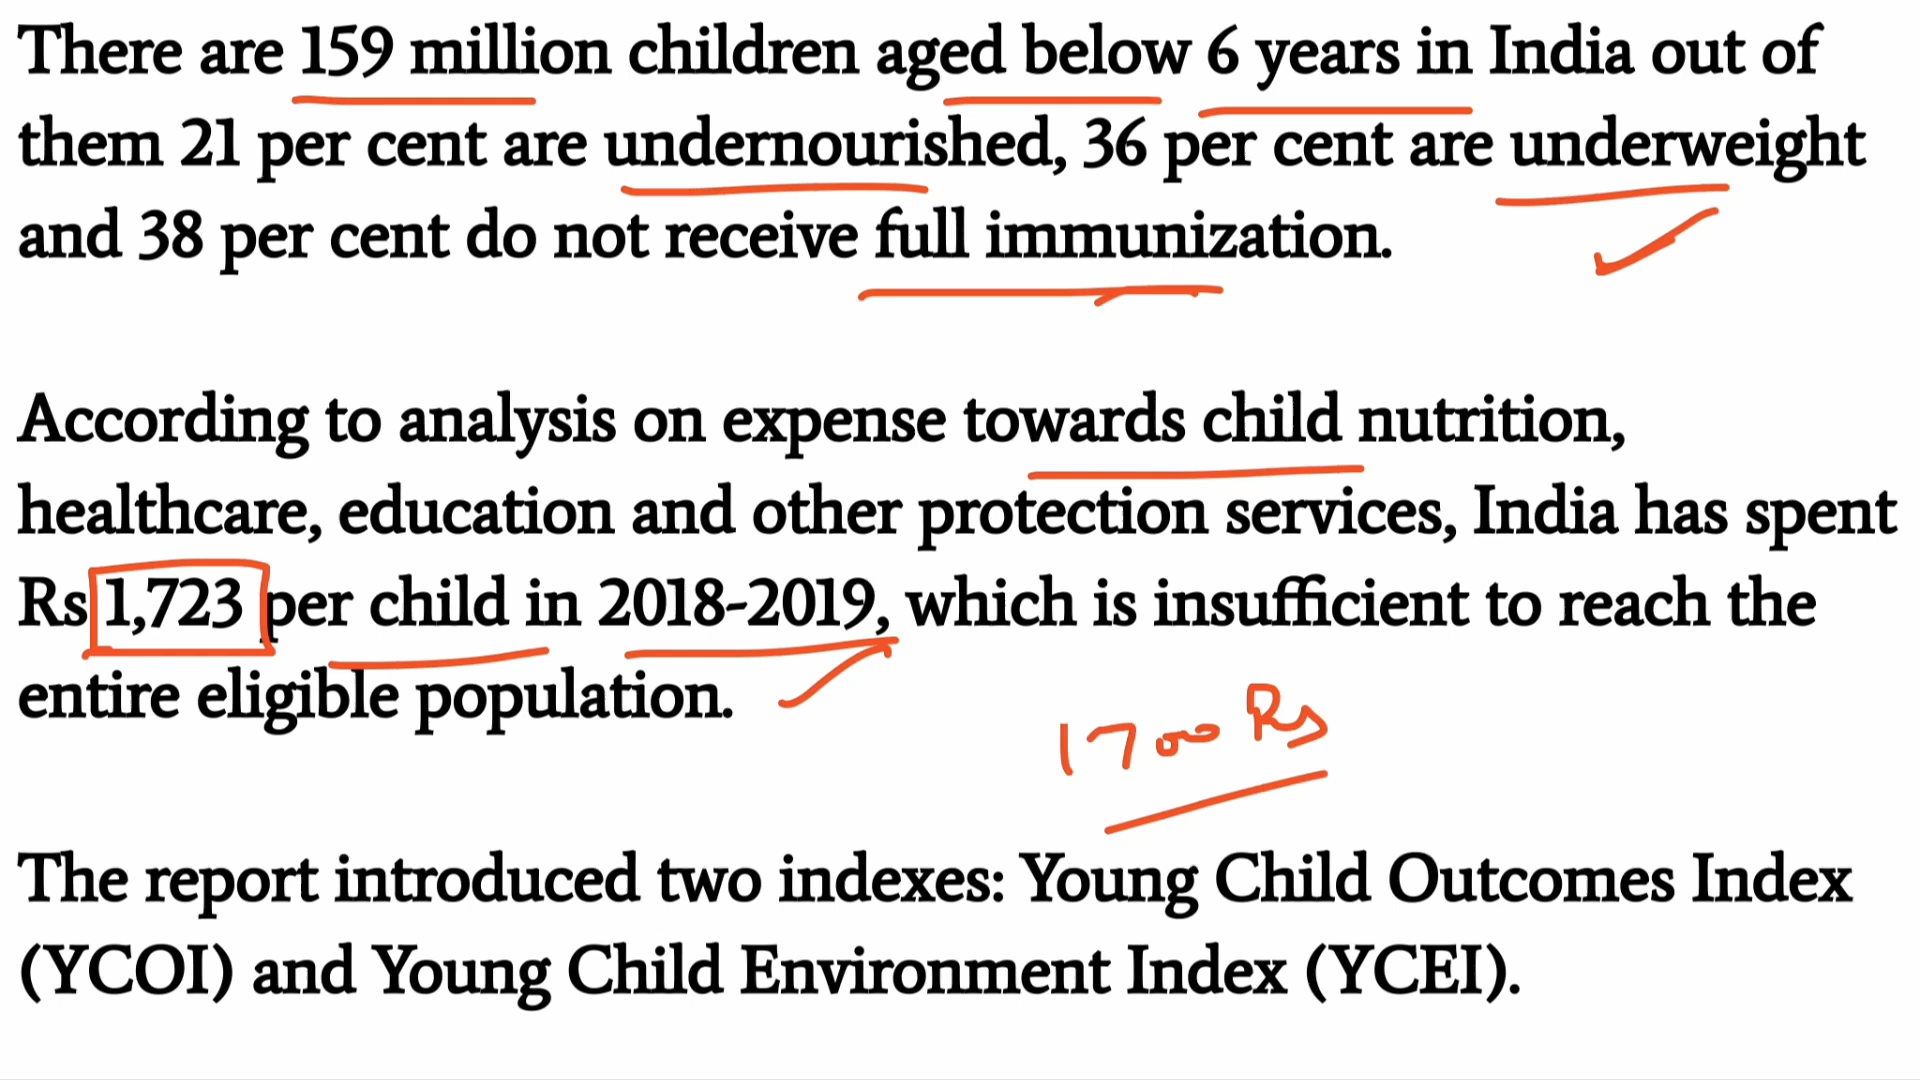 There are 159 million children aged below 6 years in India out of
them 21 per cent are undernourished, 36 per cent are underweight
and 38 per cent do not receive full immunization.
According to analysis on expense towards child nutrition,
healthcare, education and other protection services, India has spent
Rs 1,723 per child in 2018-2019, which is insufficient to reach the
entire eligible population.
1700 Rs
The report introduced two indexes: Young Child Outcomes Index
(YCOI) and Young Child Environment Index (YCEI).